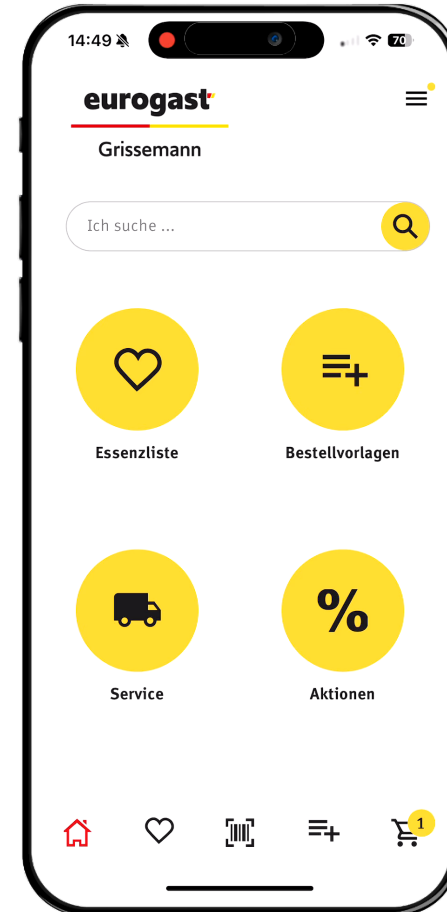 14:49
70
eurogast
Grissemann
Ich suche ...
Essenzliste
Bestellvorlagen
%
Service
Aktionen
1